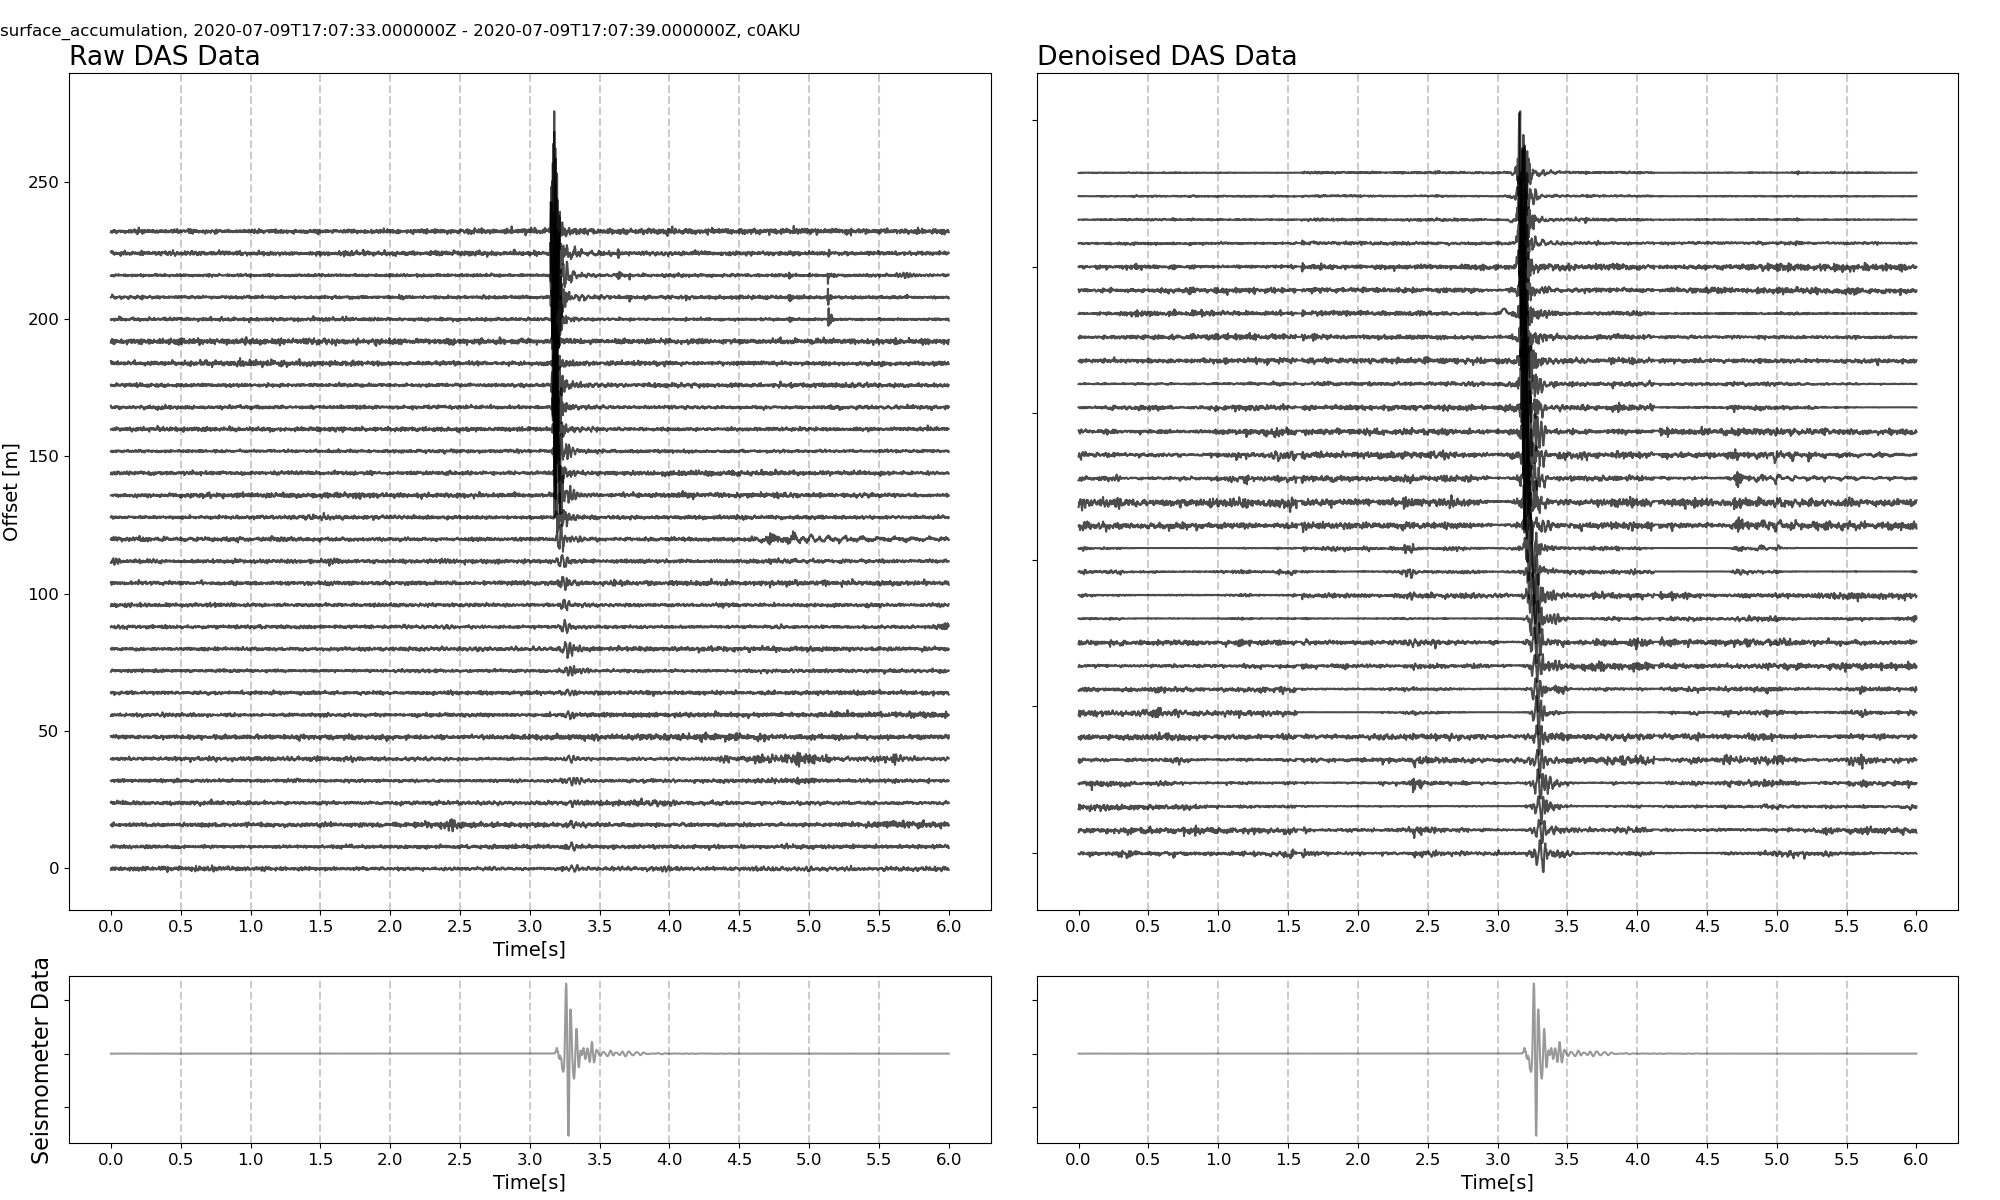 surface_accumulation, 2020-07-09T17:07:33.000000Z - 2020-07-09T17:07:39.000000Z, c0AKU
Raw DAS Data
Denoised DAS Data
Offset [m]
250
200
150
100
50
0
0.0 0.5 1.0 1.5 2.0 2.5 3.0 3.5 4.0 4.5 5.0 5.5 6.0
Time[s]
0.0 0.5 1.0 1.5 2.0 2.5 3.0 3.5 4.0 4.5 5.0 5.5 6.0
Seismometer Data
0.0 0.5 1.0 1.5 2.0 2.5 3.0 3.5 4.0 4.5 5.0 5.5 6.0
Time[s]
0.0 0.5 1.0 1.5 2.0 2.5 3.0 3.5 4.0 4.5 5.0 5.5 6.0
Time[s]